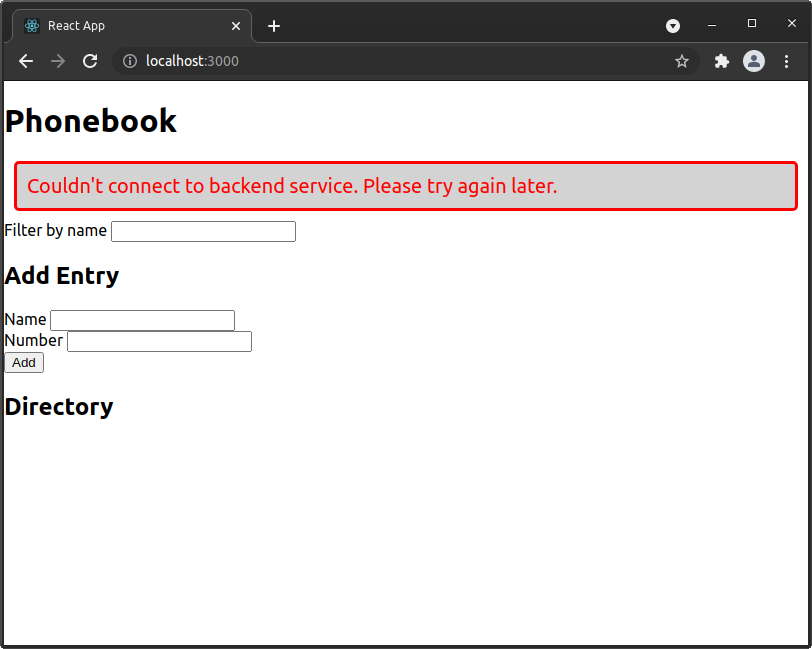 React App
localhost:3000
Phonebook
Couldn't connect to backend service. Please try again later.
Filter by name
Add Entry
Name
Number
Add
Directory